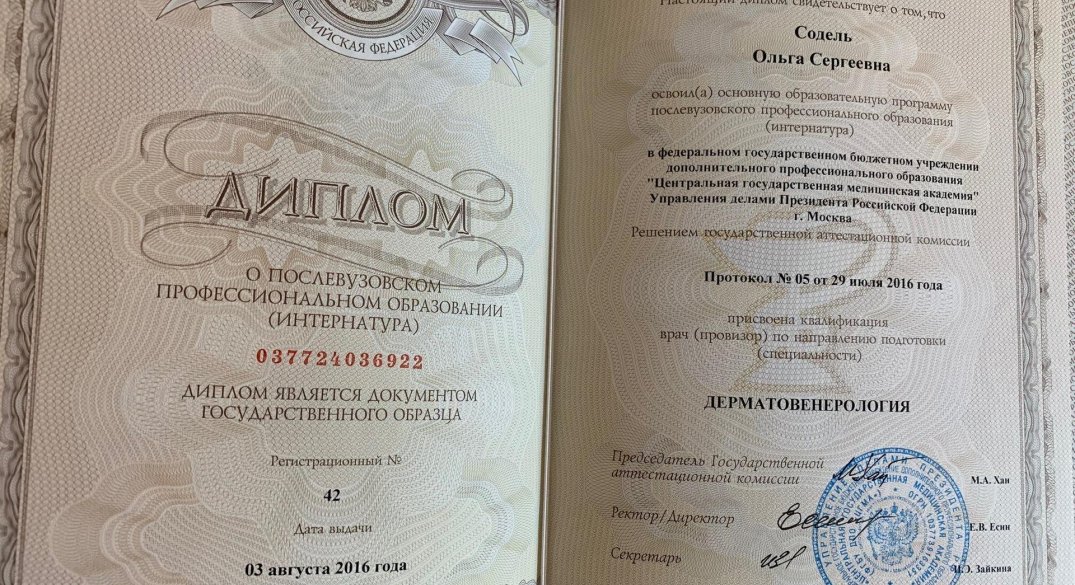 РОССИЙСКАЯ ФЕДЕРАЦИЯ
ДИПЛОМ
О ПОСЛЕВУЗОВСКОМ
ПРОФЕССИОНАЛЬНОМ ОБРАЗОВАНИИ
(ИНТЕРНАТУРА)
037724036922
ДИПЛОМ ЯВЛЯЕТСЯ ДОКУМЕНТОМ
ГОСУДАРСТВЕННОГО ОБРАЗЦА
Регистрационный №
42
Дата выдачи
03 августа 2016 года
Настоящий диплом свидетельствует о том, что
Содель
Ольга Сергеевна
освоил(а) основную образовательную программу
послевузовского профессионального образования
(интернатура)
в федеральном государственном бюджетном учреждении
дополнительного профессионального образования
"Центральная государственная медицинская академия"
Управления делами Президента Российской Федерации
г. Москва
Решением государственной аттестационной комиссии
Протокол № 05 от 29 июля 2016 года
присвоена квалификация
врач (провизор) по направлению подготовки
(специальности)
ДЕРМАТОВЕНЕРОЛОГИЯ
Председатель Государственной
аттестационной комиссии
М.А. Хан
Ректор/Директор
Е.В. Есин
Секретарь
Зайкина